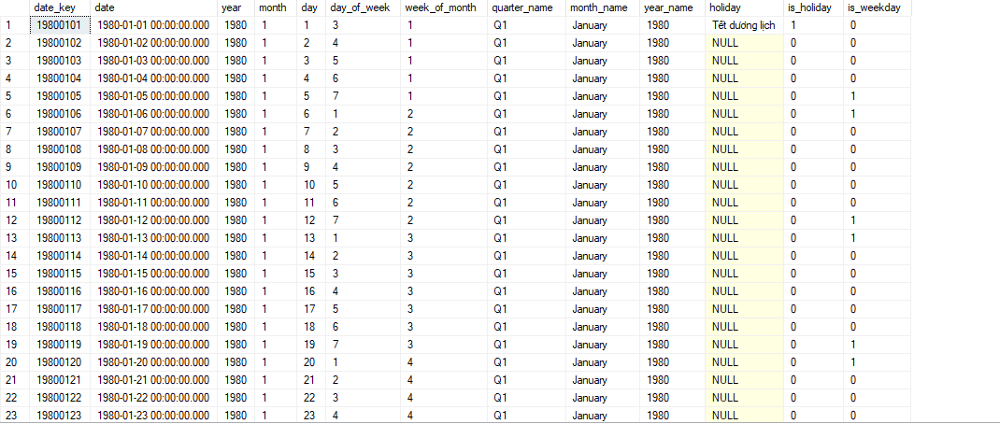 date_key date year month day day_of_week week_of_month quarter_name month_name year_name holiday is_holiday is_weekday
1 19800101 1980-01-01 00:00:00.000 1980 1 1 3 1 Q1 January 1980 Tết dương lịch 1 0
2 19800102 1980-01-02 00:00:00.000 1980 1 2 4 1 Q1 January 1980 NULL 0 0
3 19800103 1980-01-03 00:00:00.000 1980 1 3 5 1 Q1 January 1980 NULL 0 0
4 19800104 1980-01-04 00:00:00.000 1980 1 4 6 1 Q1 January 1980 NULL 0 0
5 19800105 1980-01-05 00:00:00.000 1980 1 5 7 1 Q1 January 1980 NULL 0 1
6 19800106 1980-01-06 00:00:00.000 1980 1 6 1 2 Q1 January 1980 NULL 0 1
7 19800107 1980-01-07 00:00:00.000 1980 1 7 2 2 Q1 January 1980 NULL 0 0
8 19800108 1980-01-08 00:00:00.000 1980 1 8 3 2 Q1 January 1980 NULL 0 0
9 19800109 1980-01-09 00:00:00.000 1980 1 9 4 2 Q1 January 1980 NULL 0 0
10 19800110 1980-01-10 00:00:00.000 1980 1 10 5 2 Q1 January 1980 NULL 0 0
11 19800111 1980-01-11 00:00:00.000 1980 1 11 6 2 Q1 January 1980 NULL 0 0
12 19800112 1980-01-12 00:00:00.000 1980 1 12 7 2 Q1 January 1980 NULL 0 1
13 19800113 1980-01-13 00:00:00.000 1980 1 13 1 3 Q1 January 1980 NULL 0 1
14 19800114 1980-01-14 00:00:00.000 1980 1 14 2 3 Q1 January 1980 NULL 0 0
15 19800115 1980-01-15 00:00:00.000 1980 1 15 3 3 Q1 January 1980 NULL 0 0
16 19800116 1980-01-16 00:00:00.000 1980 1 16 4 3 Q1 January 1980 NULL 0 0
17 19800117 1980-01-17 00:00:00.000 1980 1 17 5 3 Q1 January 1980 NULL 0 0
18 19800118 1980-01-18 00:00:00.000 1980 1 18 6 3 Q1 January 1980 NULL 0 0
19 19800119 1980-01-19 00:00:00.000 1980 1 19 7 3 Q1 January 1980 NULL 0 1
20 19800120 1980-01-20 00:00:00.000 1980 1 20 1 4 Q1 January 1980 NULL 0 1
21 19800121 1980-01-21 00:00:00.000 1980 1 21 2 4 Q1 January 1980 NULL 0 0
22 19800122 1980-01-22 00:00:00.000 1980 1 22 3 4 Q1 January 1980 NULL 0 0
23 19800123 1980-01-23 00:00:00.000 1980 1 23 4 4 Q1 January 1980 NULL 0 0